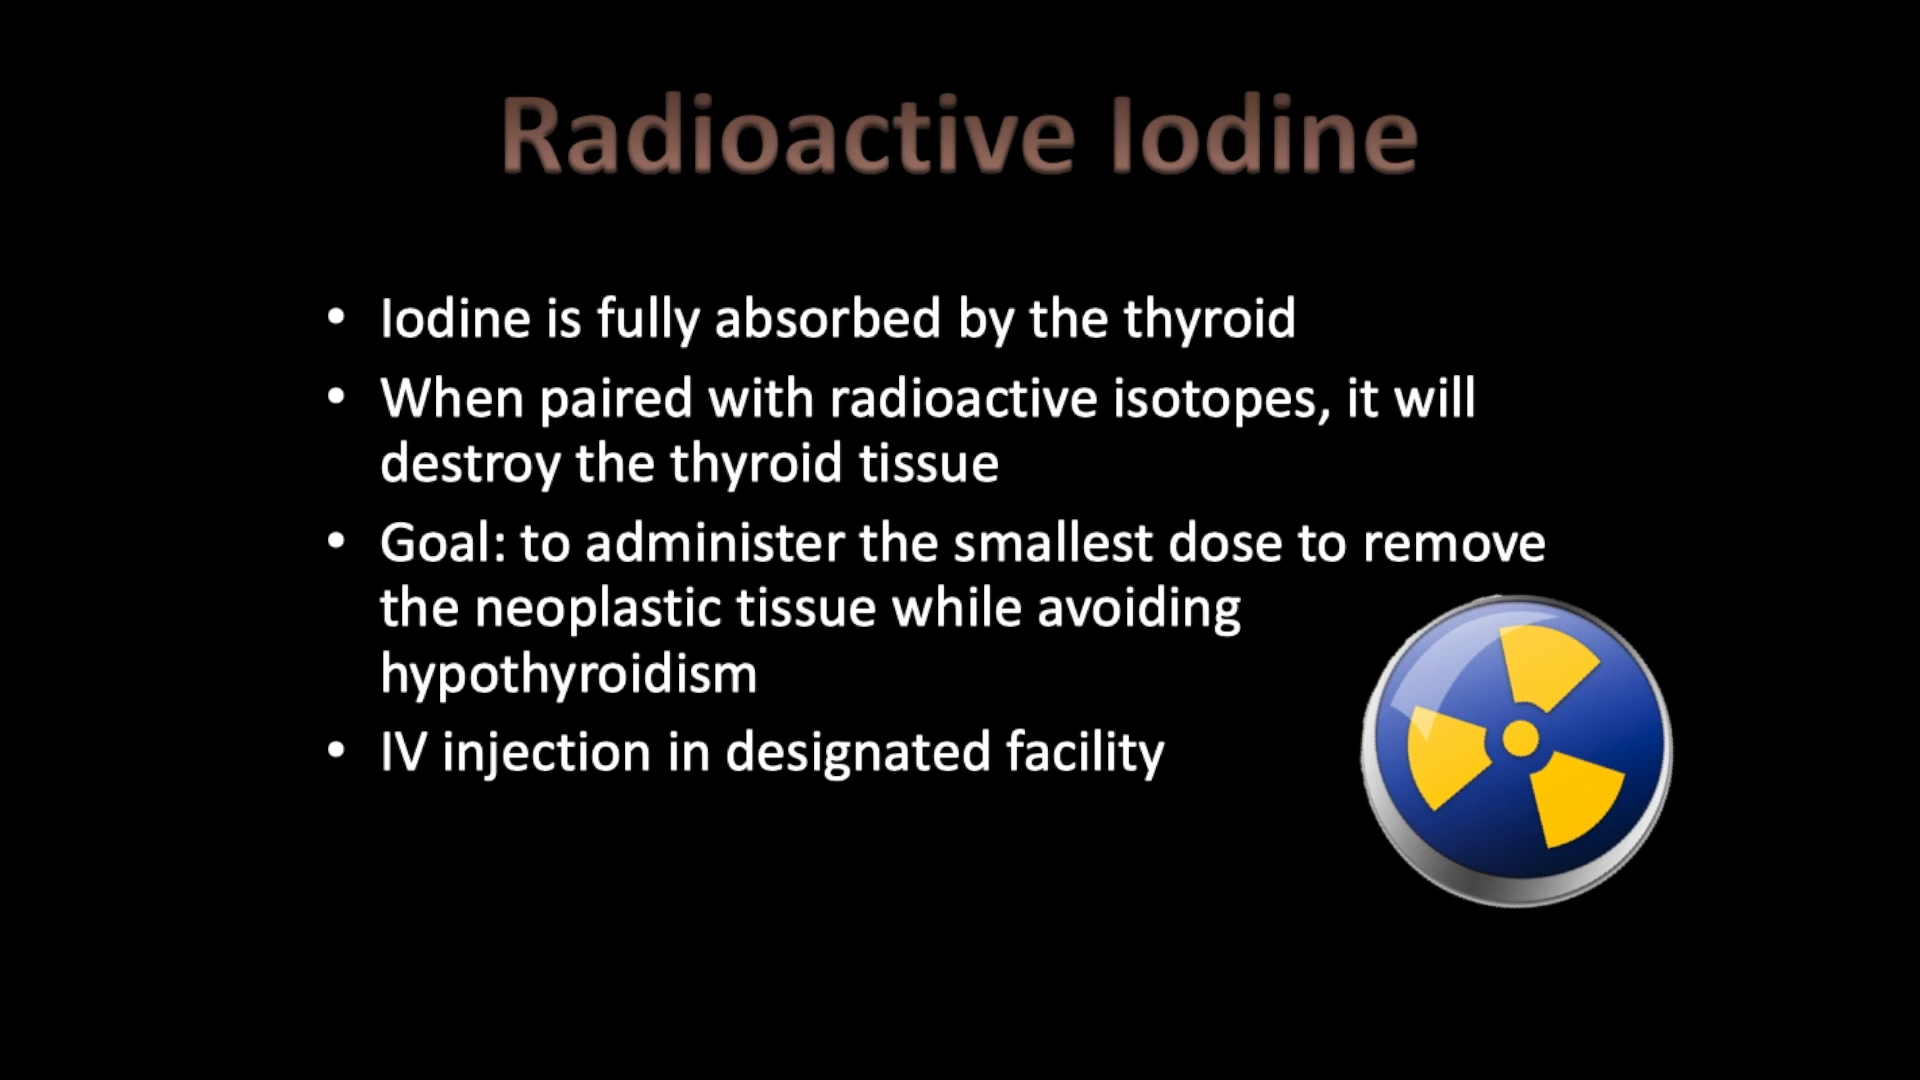 Radioactive Iodine
• Iodine is fully absorbed by the thyroid
• When paired with radioactive isotopes, it will
destroy the thyroid tissue
• Goal: to administer the smallest dose to remove
the neoplastic tissue while avoiding
hypothyroidism
• IV injection in designated facility